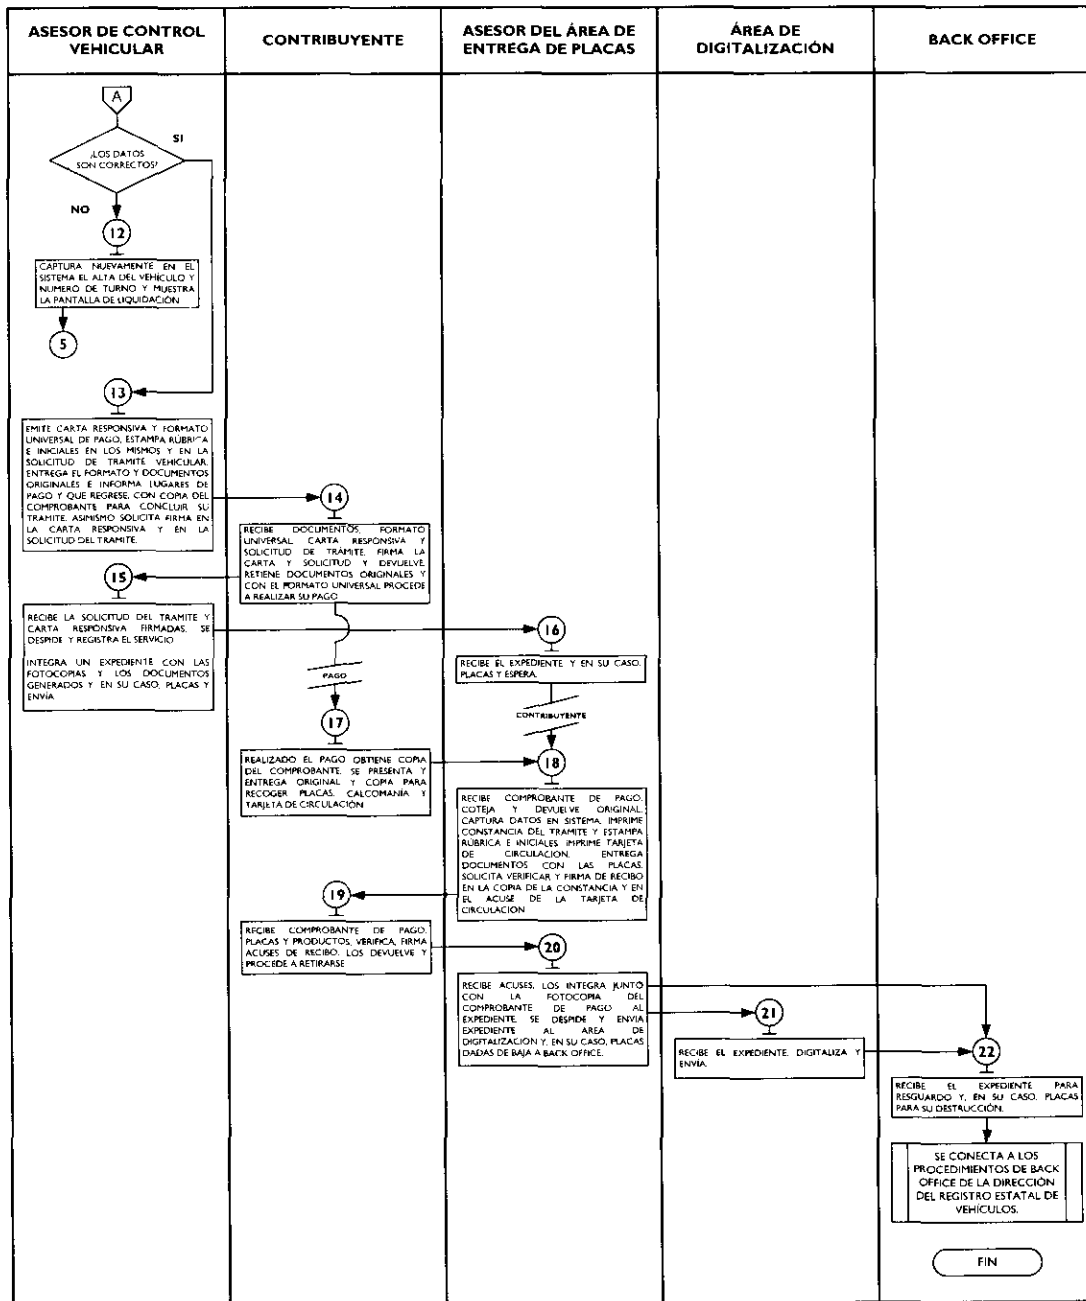 ASESOR DE CONTROL
VEHICULAR
CONTRIBUYENTE
ASESOR DEL ÁREA DE
ENTREGA DE PLACAS
ÁREA DE
DIGITALIZACIÓN
BACK OFFICE
A
SI
¿LOS DATOS
SON CORRECTOS?
NO
12
CAPTURA NUEVAMENTE EN EL
SISTEMA EL ALTA DEL VEHÍCULO Y
NUMERO DE TURNO Y MUESTRA
LA PANTALLA DE LIQUIDACIÓN
5
13
EMITE CARTA RESPONSIVA Y FORMATO
UNIVERSAL DE PAGO, ESTAMPA RÚBRICA
E INICIALES EN LOS MISMOS Y EN LA
SOLICITUD DE TRAMITE VEHICULAR.
ENTREGA EL FORMATO Y DOCUMENTOS
ORIGINALES E INFORMA LUGARES DE
PAGO Y QUE REGRESE, CON COPIA DEL
COMPROBANTE PARA CONCLUIR SU
TRAMITE. ASIMISMO SOLICITA FIRMA EN
LA CARTA RESPONSIVA Y EN LA
SOLICITUD DEL TRAMITE.
14
RECIBE DOCUMENTOS, FORMATO
UNIVERSAL CARTA RESPONSIVA Y
SOLICITUD DE TRÁMITE. FIRMA LA
CARTA Y SOLICITUD Y DEVUELVE.
RETIENE DOCUMENTOS ORIGINALES Y
CON EL FORMATO UNIVERSAL PROCEDE
A REALIZAR SU PAGO
15
RECIBE LA SOLICITUD DEL TRAMITE Y
CARTA RESPONSIVA FIRMADAS, SE
DESPIDE Y REGISTRA EL SERVICIO
INTEGRA UN EXPEDIENTE CON LAS
FOTOCOPIAS Y LOS DOCUMENTOS
GENERADOS Y EN SU CASO, PLACAS Y
ENVÍA
16
RECIBE EL EXPEDIENTE Y EN SU CASO,
PLACAS Y ESPERA.
PAGO
CONTRIBUYENTE
17
REALIZADO EL PAGO OBTIENE COPIA
DEL COMPROBANTE, SE PRESENTA Y
ENTREGA ORIGINAL Y COPIA PARA
RECOGER PLACAS, CALCOMANÍA Y
TARJETA DE CIRCULACIÓN
18
RECIBE COMPROBANTE DE PAGO,
COTEJA Y DEVUELVE ORIGINAL.
CAPTURA DATOS EN SISTEMA, IMPRIME
CONSTANCIA DEL TRAMITE Y ESTAMPA
RÚBRICA E INICIALES IMPRIME TARJETA
DE CIRCULACION. ENTREGA
DOCUMENTOS CON LAS PLACAS,
SOLICITA VERIFICAR Y FIRMA DE RECIBO
EN LA COPIA DE LA CONSTANCIA Y EN
EL ACUSE DE LA TARJETA DE
CIRCULACION
19
RECIBE COMPROBANTE DE PAGO,
PLACAS Y PRODUCTOS, VERIFICA, FIRMA
ACUSES DE RECIBO, LOS DEVUELVE Y
PROCEDE A RETIRARSE
20
RECIBE ACUSES, LOS INTEGRA JUNTO
CON LA FOTOCOPIA DEL
COMPROBANTE DE PAGO AL
EXPEDIENTE, SE DESPIDE Y ENVIA
EXPEDIENTE AL AREA DE
DIGITALIZACION Y, EN SU CASO, PLACAS
DADAS DE BAJA A BACK OFFICE.
21
RECIBE EL EXPEDIENTE, DIGITALIZA Y
ENVÍA.
22
RECIBE EL EXPEDIENTE PARA
RESGUARDO Y, EN SU CASO, PLACAS
PARA SU DESTRUCCIÓN.
SE CONECTA A LOS
PROCEDIMIENTOS DE BACK
OFFICE DE LA DIRECCIÓN
DEL REGISTRO ESTATAL DE
VEHÍCULOS.
FIN